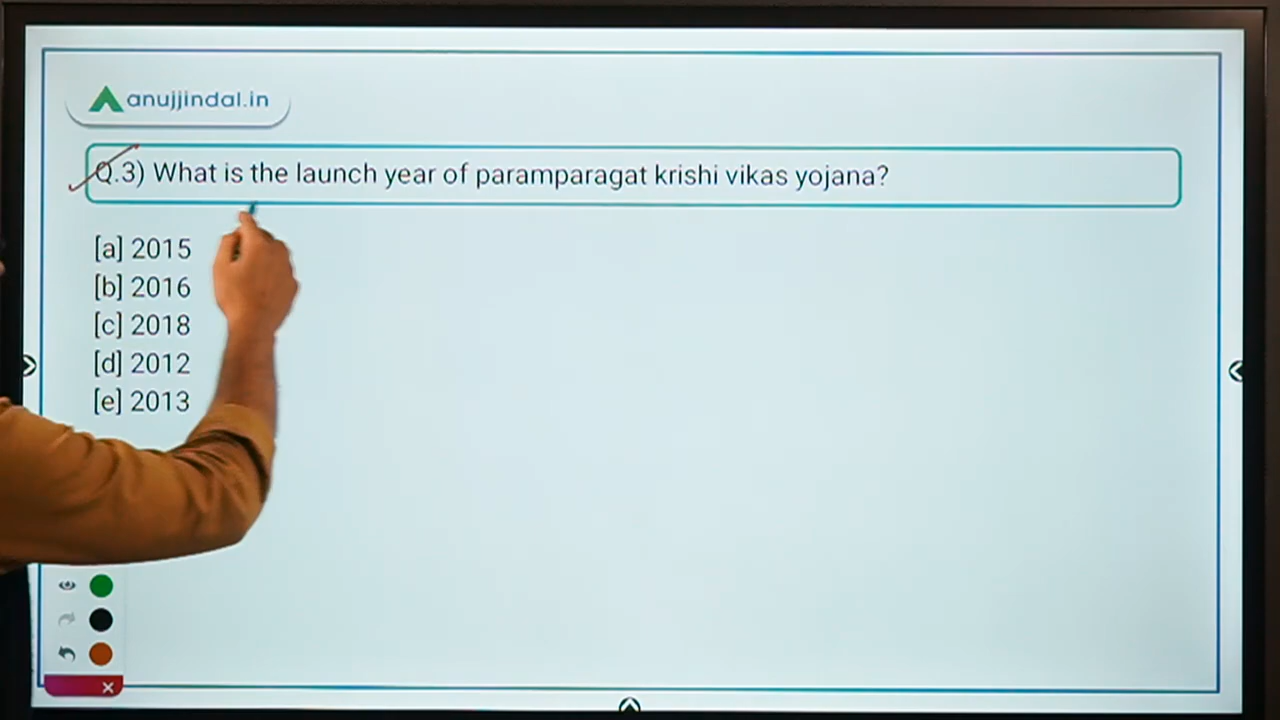 anujjindal.in
Q.3) What is the launch year of paramparagat krishi vikas yojana?
[a] 2015
[b] 2016
[c] 2018
[d] 2012
[e] 2013